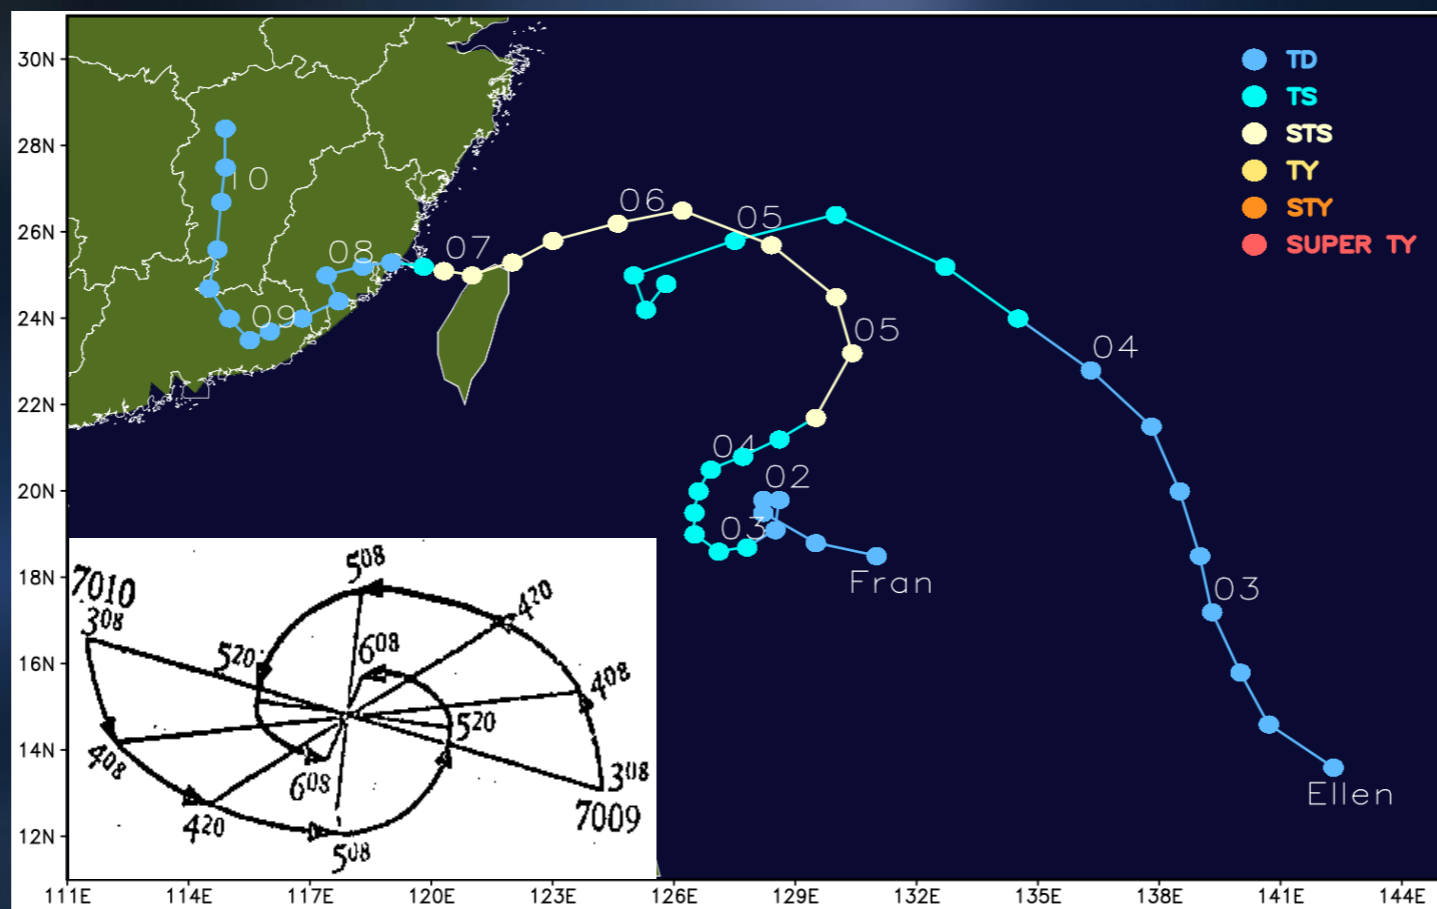 30N
28N
26N
24N
22N
20N
18N
16N
14N
12N
111E
114E
117E
120E
123E
126E
129E
132E
135E
138E
141E
144E
TD
TS
STS
TY
STY
SUPER TY
10
09
08
07
06
05
05
04
04
03
03
02
Fran
Ellen
7010
3⁰⁸
4⁰⁸
4²⁰
5⁰⁸
5²⁰
6⁰⁸
7009
3⁰⁸
4⁰⁸
4²⁰
5⁰⁸
5²⁰
6⁰⁸